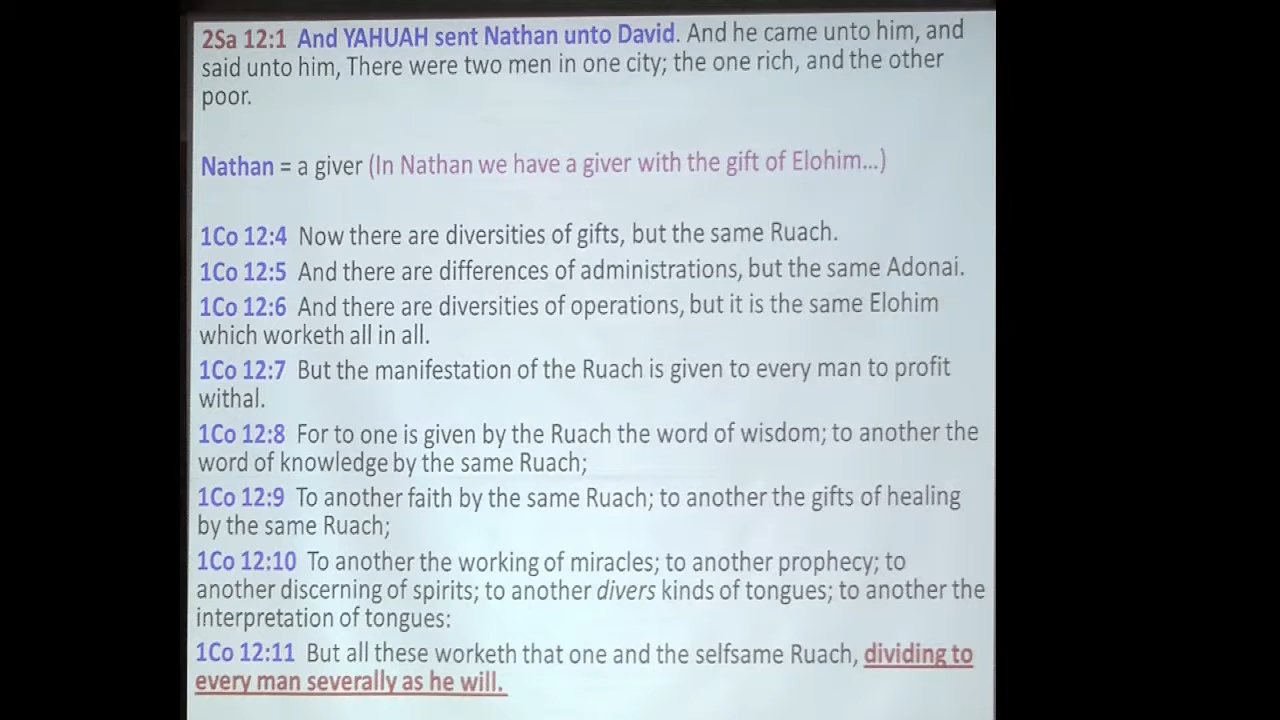 2Sa 12:1 And YAHUAH sent Nathan unto David. And he came unto him, and
said unto him, There were two men in one city; the one rich, and the other
poor.
Nathan = a giver (In Nathan we have a giver with the gift of Elohim...)
1Co 12:4 Now there are diversities of gifts, but the same Ruach.
1Co 12:5 And there are differences of administrations, but the same Adonai.
1Co 12:6 And there are diversities of operations, but it is the same Elohim
which worketh all in all.
1Co 12:7 But the manifestation of the Ruach is given to every man to profit
withal.
1Co 12:8 For to one is given by the Ruach the word of wisdom; to another the
word of knowledge by the same Ruach;
1Co 12:9 To another faith by the same Ruach; to another the gifts of healing
by the same Ruach;
1Co 12:10 To another the working of miracles; to another prophecy; to
another discerning of spirits; to another divers kinds of tongues; to another the
interpretation of tongues:
1Co 12:11 But all these worketh that one and the selfsame Ruach, dividing to
every man severally as he will.